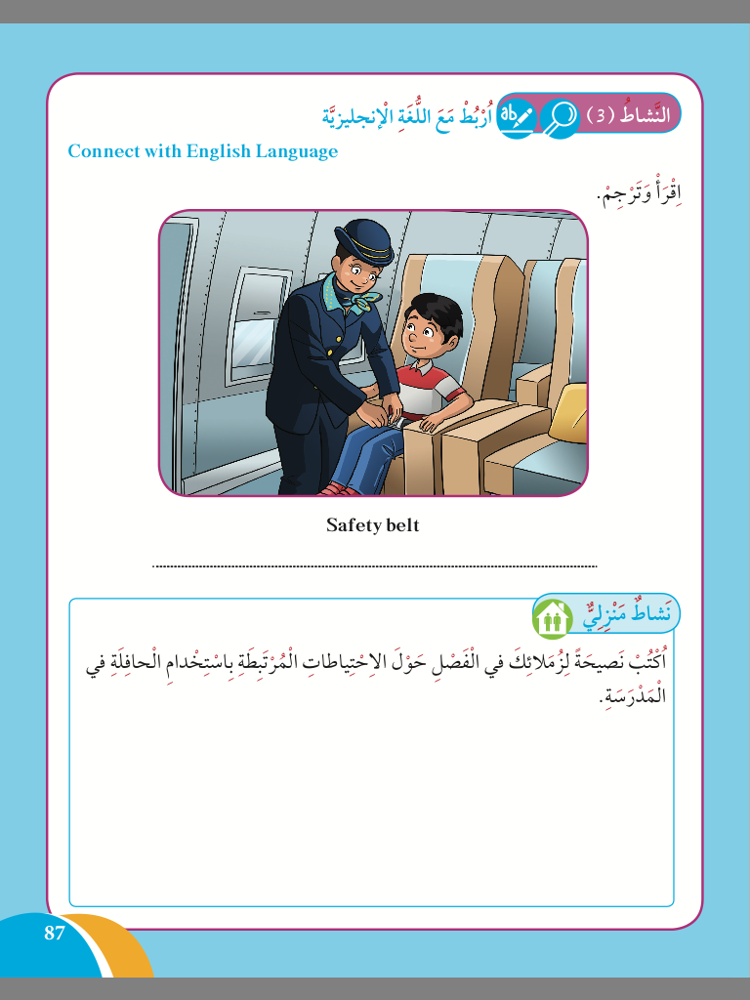 النَّشاطُ (3) اُرْبُطْ مَعَ اللُّغَةِ الْإنجليزيَّة
Connect with English Language
اِقْرَأْ وَتَرْجِمْ.
Safety belt
نَشاطٌ مَنْزِلِيٌّ
اُكْتُبْ نَصيحَةً لِزُمَلائِكَ في الْفَصْلِ حَوْلَ الاِحْتِياطاتِ الْمُرْتَبِطَةِ بِاسْتِخْدامِ الْحافِلَةِ في
الْمَدْرَسَةِ.
87